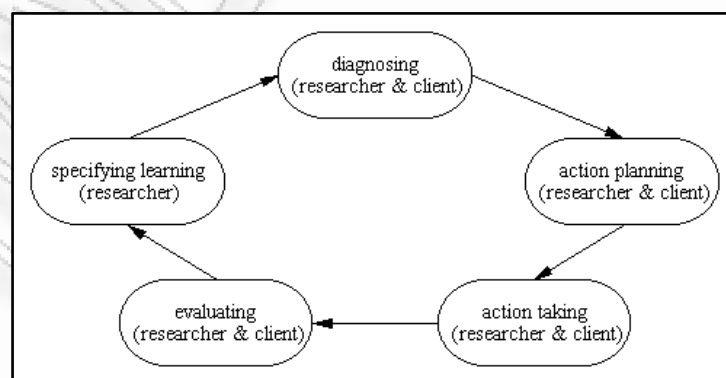 diagnosing
(researcher & client)
action planning
(researcher & client)
action taking
(researcher & client)
evaluating
(researcher & client)
specifying learning
(researcher)